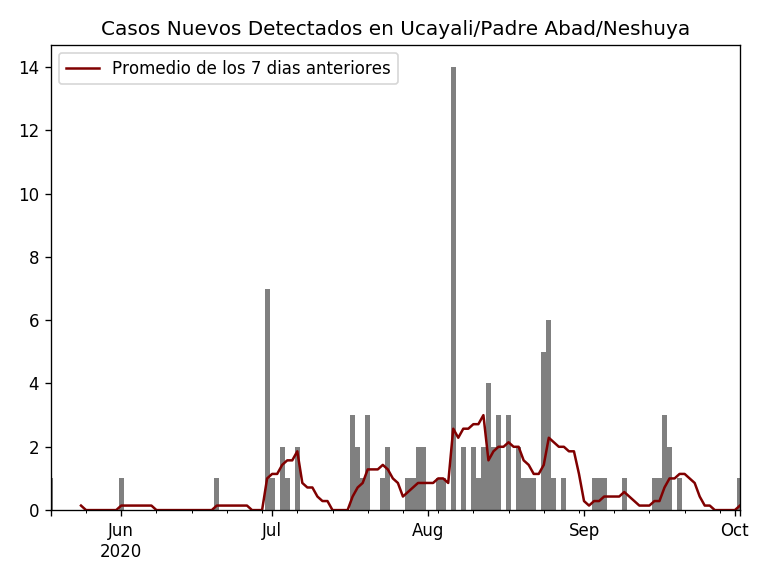 Casos Nuevos Detectados en Ucayali/Padre Abad/Neshuya
Promedio de los 7 dias anteriores
14
12
10
8
6
4
2
0
Jun
2020
Jul
Aug
Sep
Oct